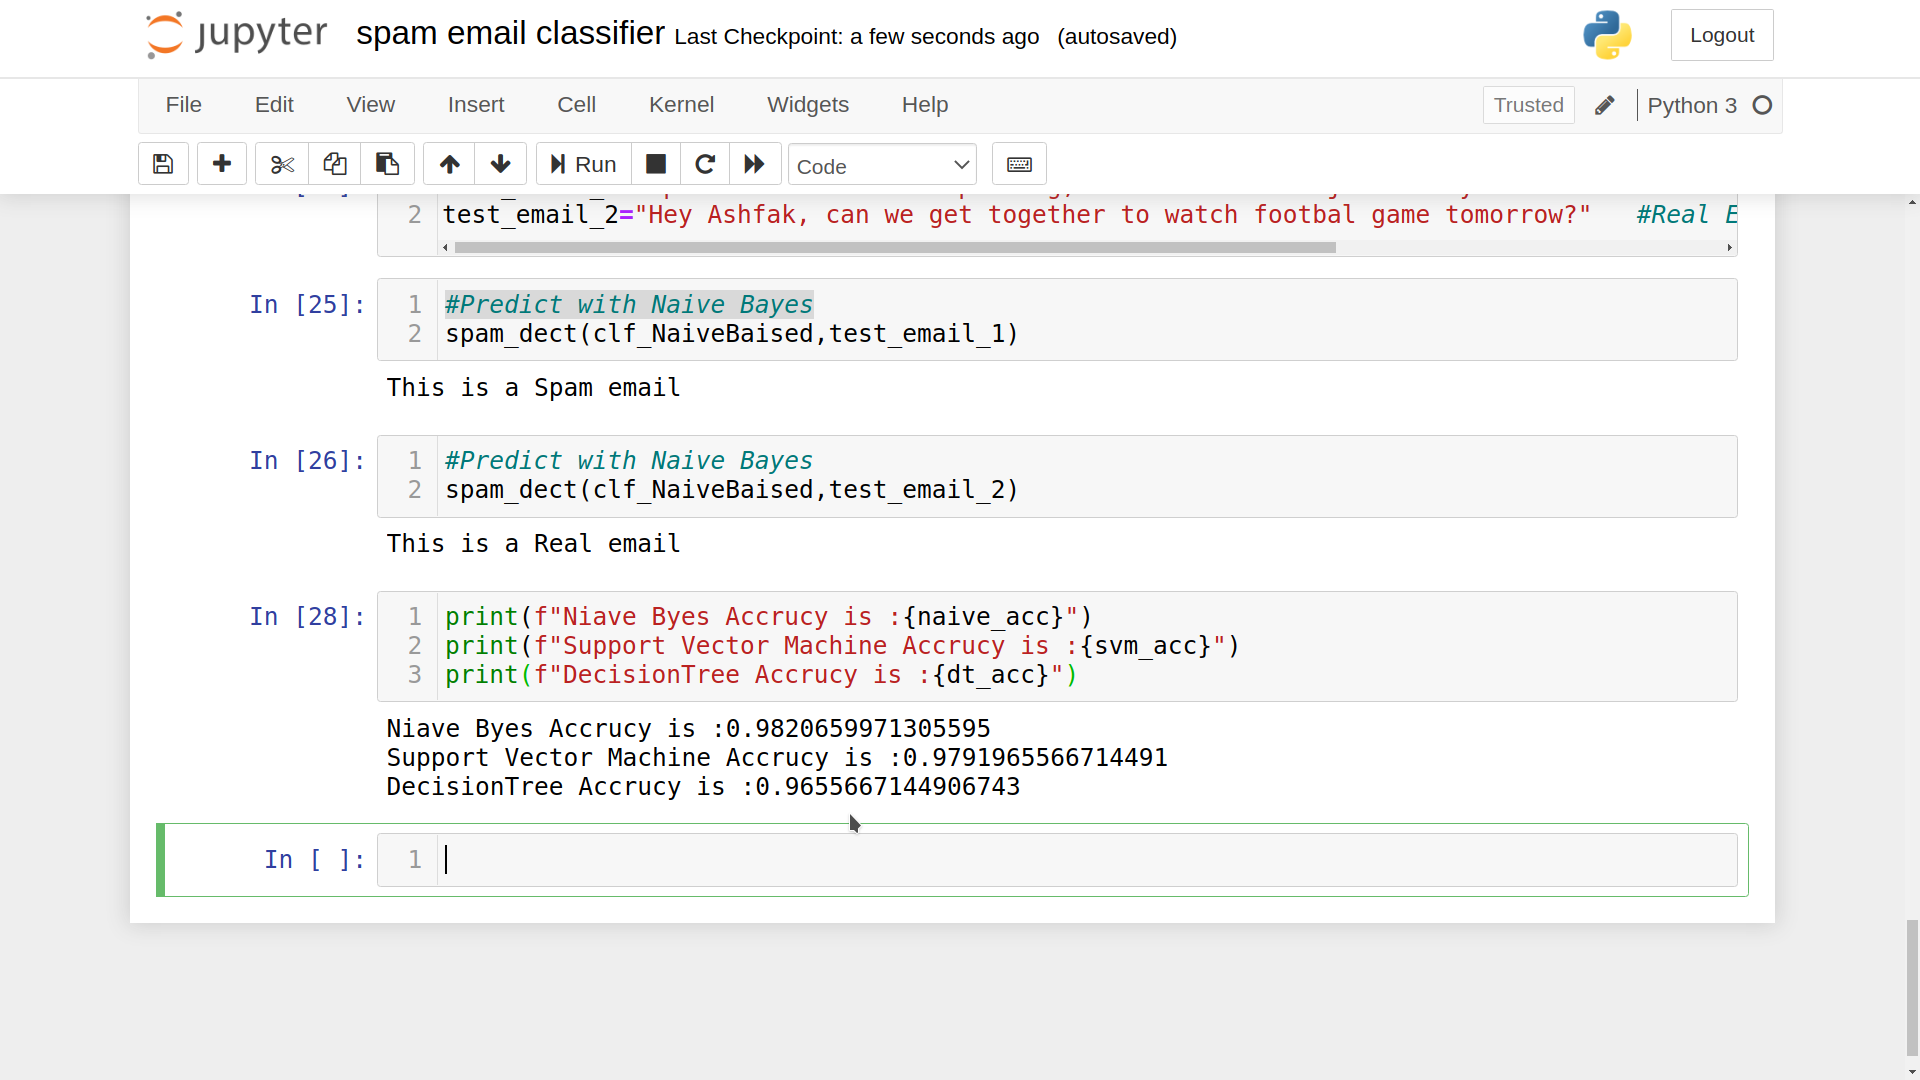 jupyter spam email classifier Last Checkpoint: a few seconds ago (autosaved)
Logout
File Edit View Insert Cell Kernel Widgets Help
Trusted Python 3
Run Code
2 test_email_2="Hey Ashfak, can we get together to watch footbal game tomorrow?" #Real E
In [25]:
1 #Predict with Naive Bayes
2 spam_dect(clf_NaiveBaised,test_email_1)
This is a Spam email
In [26]:
1 #Predict with Naive Bayes
2 spam_dect(clf_NaiveBaised,test_email_2)
This is a Real email
In [28]:
1 print(f"Niave Byes Accrucy is :{naive_acc}")
2 print(f"Support Vector Machine Accrucy is :{svm_acc}")
3 print(f"DecisionTree Accrucy is :{dt_acc}")
Niave Byes Accrucy is :0.9820659971305595
Support Vector Machine Accrucy is :0.9791965566714491
DecisionTree Accrucy is :0.9655667144906743
In [ ]:
1